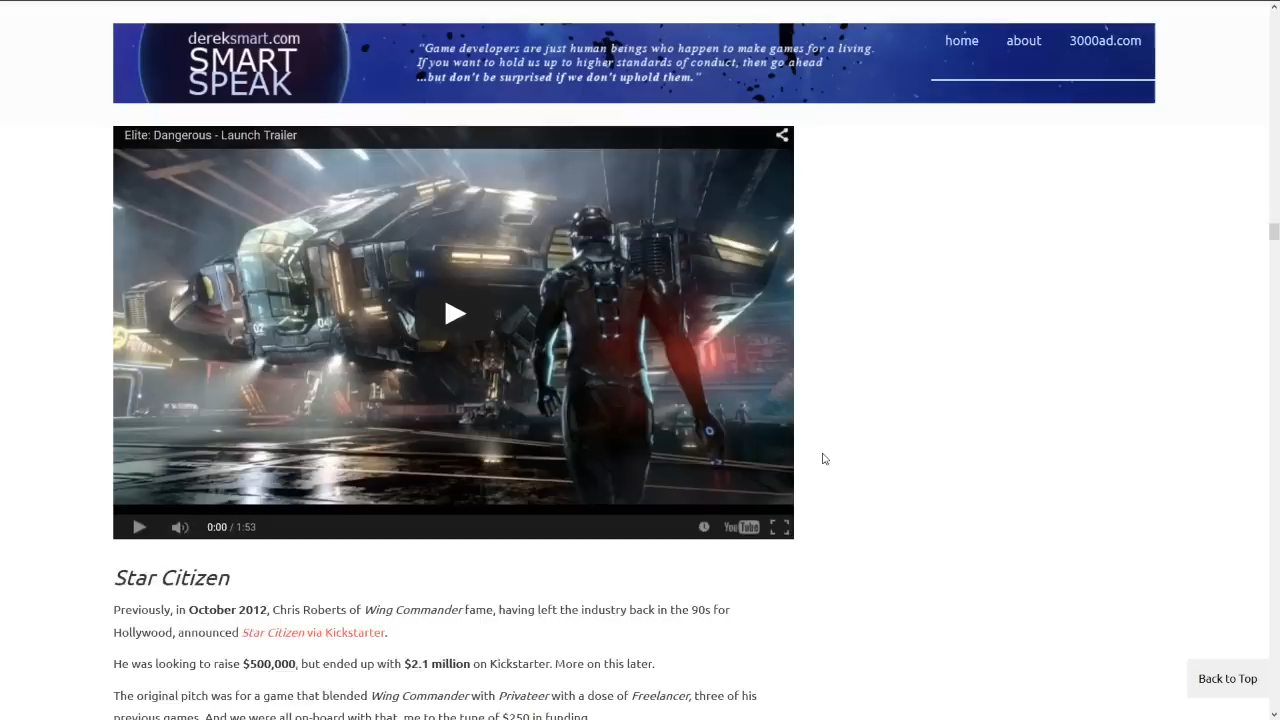 dereksmart.com
SMART
SPEAK
"Game developers are just human beings who happen to make games for a living.
If you want to hold us up to higher standards of conduct, then go ahead
...but don't be surprised if we don't uphold them."
home about 3000ad.com
Elite: Dangerous - Launch Trailer
02 04
0:00 / 1:53
YouTube
Star Citizen
Previously, in October 2012, Chris Roberts of Wing Commander fame, having left the industry back in the 90s for
Hollywood, announced Star Citizen via Kickstarter.
He was looking to raise $500,000, but ended up with $2.1 million on Kickstarter. More on this later.
Back to Top
The original pitch was for a game that blended Wing Commander with Privateer with a dose of Freelancer, three of his
previous games. And we were all on-board with that, me to the tune of $250 in funding.